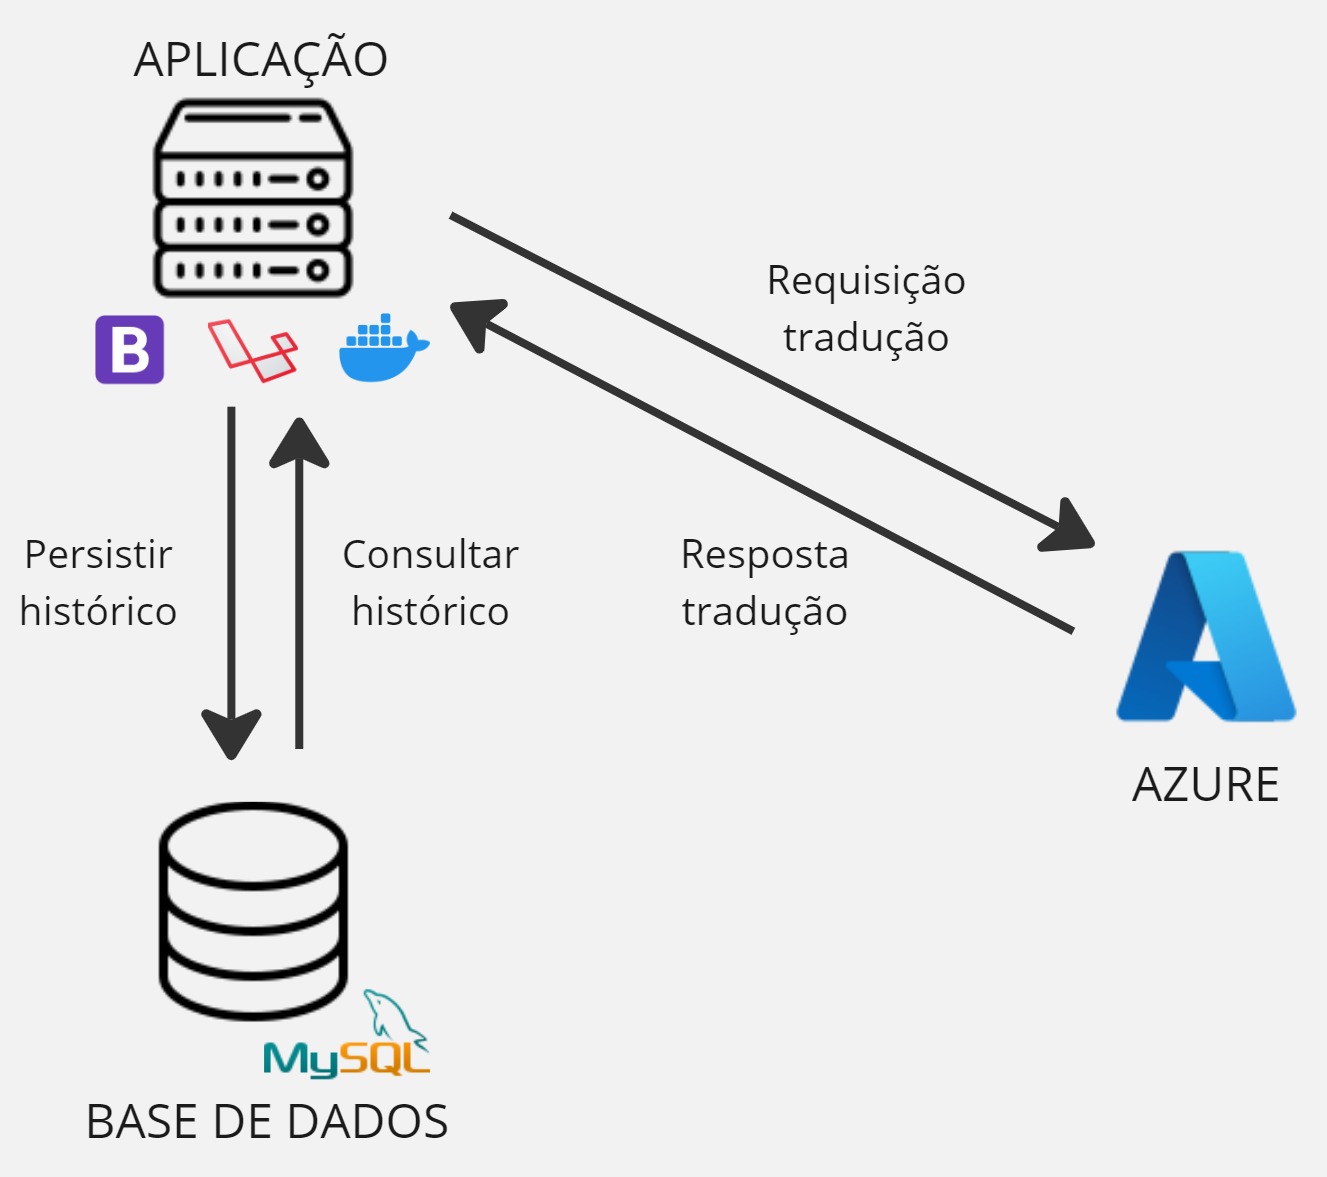 APLICAÇÃO
B
Requisição
tradução
Persistir
histórico
Consultar
histórico
Resposta
tradução
AZURE
MySQL
BASE DE DADOS